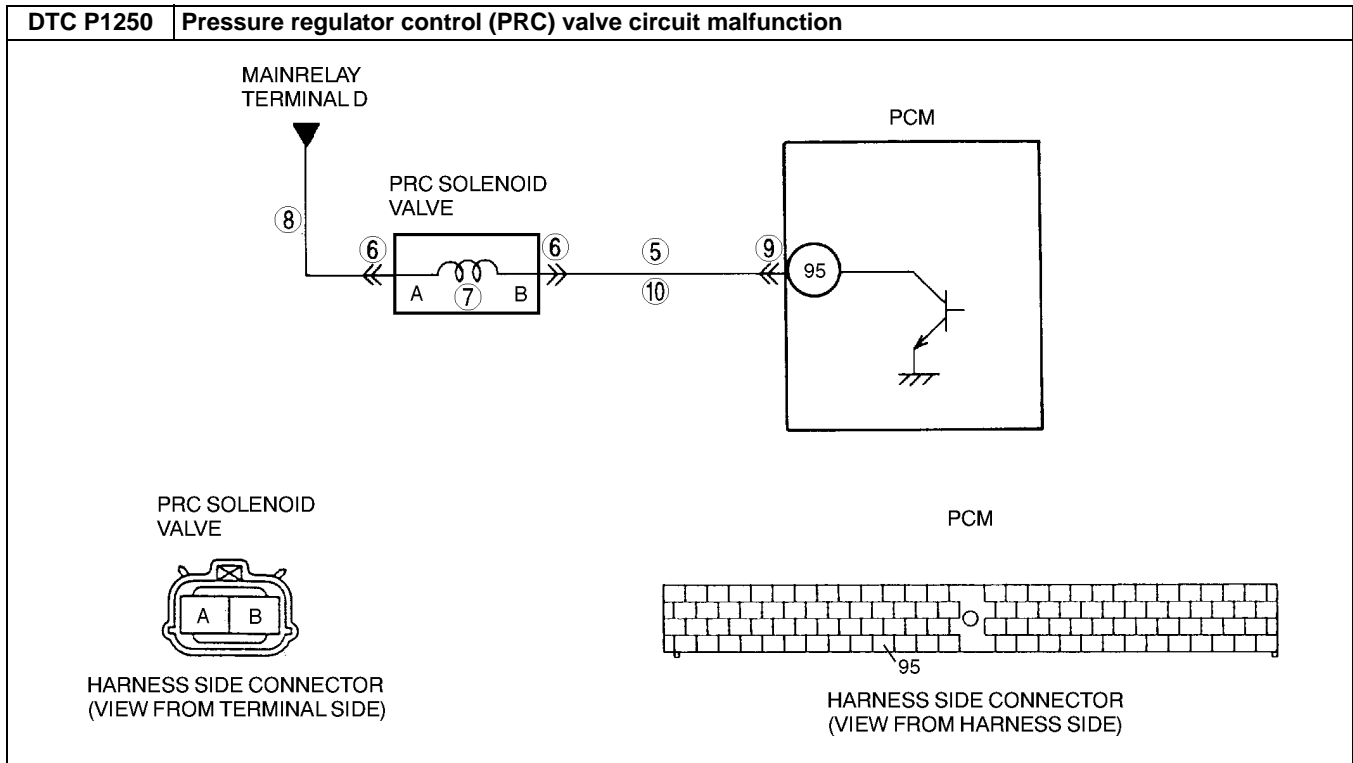 DTC P1250 Pressure regulator control (PRC) valve circuit malfunction
MAINRELAY
TERMINAL D
PCM
PRC SOLENOID
VALVE
8
6
6
5
9
A
7
B
10
95
PRC SOLENOID
VALVE
PCM
A B
95
HARNESS SIDE CONNECTOR
(VIEW FROM TERMINAL SIDE)
HARNESS SIDE CONNECTOR
(VIEW FROM HARNESS SIDE)